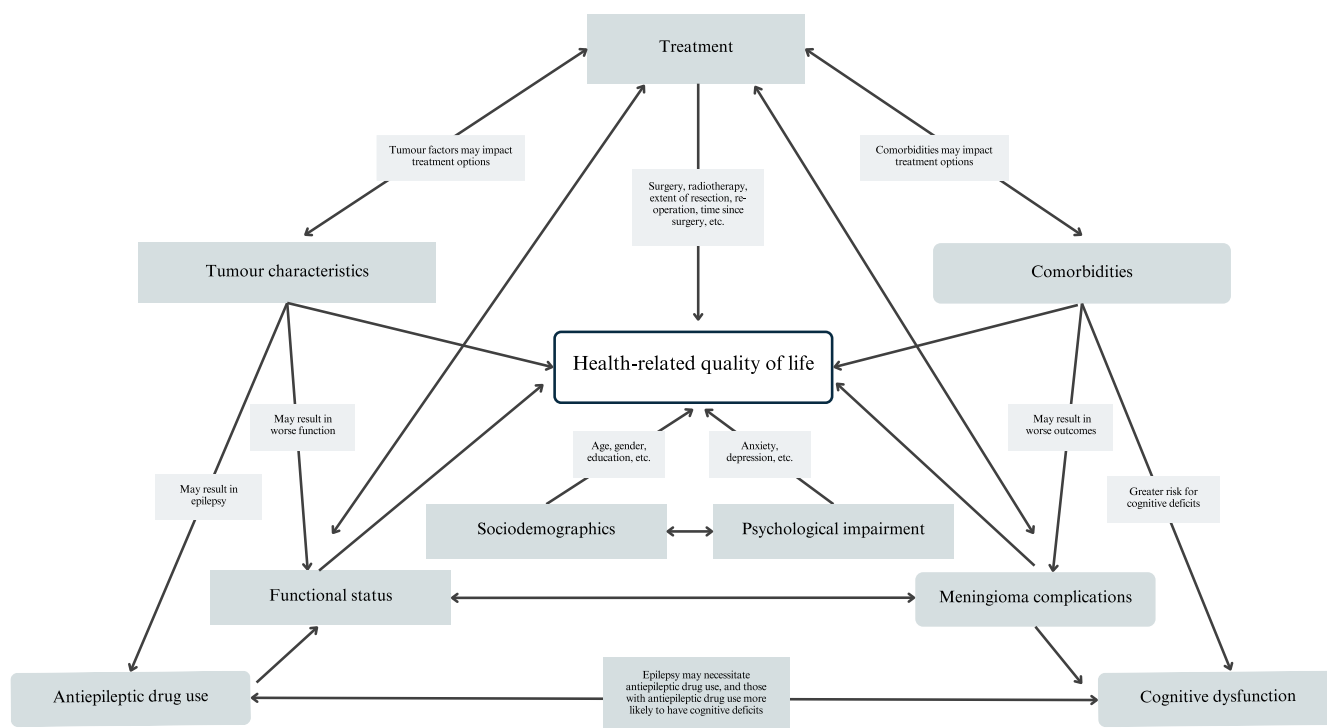 Treatment
Tumour factors may impact
treatment options
Comorbidities may impact
treatment options
Surgery, radiotherapy,
extent of resection, re-
operation, time since
surgery, etc.
Tumour characteristics
Comorbidities
Health-related quality of life
May result in
worse function
Age, gender,
education, etc.
Anxiety,
depression, etc.
May result in
worse outcomes
May result in
epilepsy
Greater risk for
cognitive deficits
Sociodemographics
Psychological impairment
Functional status
Meningioma complications
Antiepileptic drug use
Epilepsy may necessitate
antiepileptic drug use, and those
with antiepileptic drug use more
likely to have cognitive deficits
Cognitive dysfunction